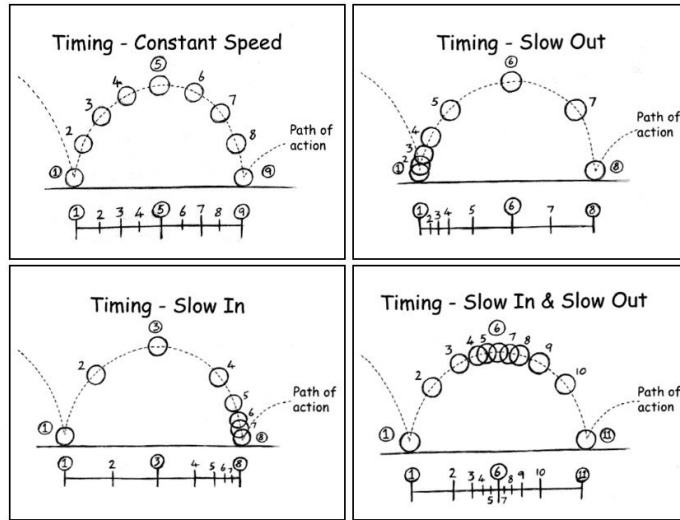 Timing - Constant Speed
⑤
4 6
3 7
2 8
Path of
action
① ⑨
① 2 3 4 ⑤ 6 7 8 ⑨
Timing - Slow Out
⑥
5 7
4
3
2
Path of
action
① ⑧
① 2 3 4 5 ⑥ 7 ⑧
Timing - Slow In
③
2 4
5
6
7
Path of
action
① ⑧
① 2 ③ 4 5 6 7 ⑧
Timing - Slow In & Slow Out
⑥
3 4 5 7 8 9
2 10
Path of
action
① ⑪
① 2 3 4 5 ⑥ 7 8 9 10 ⑪